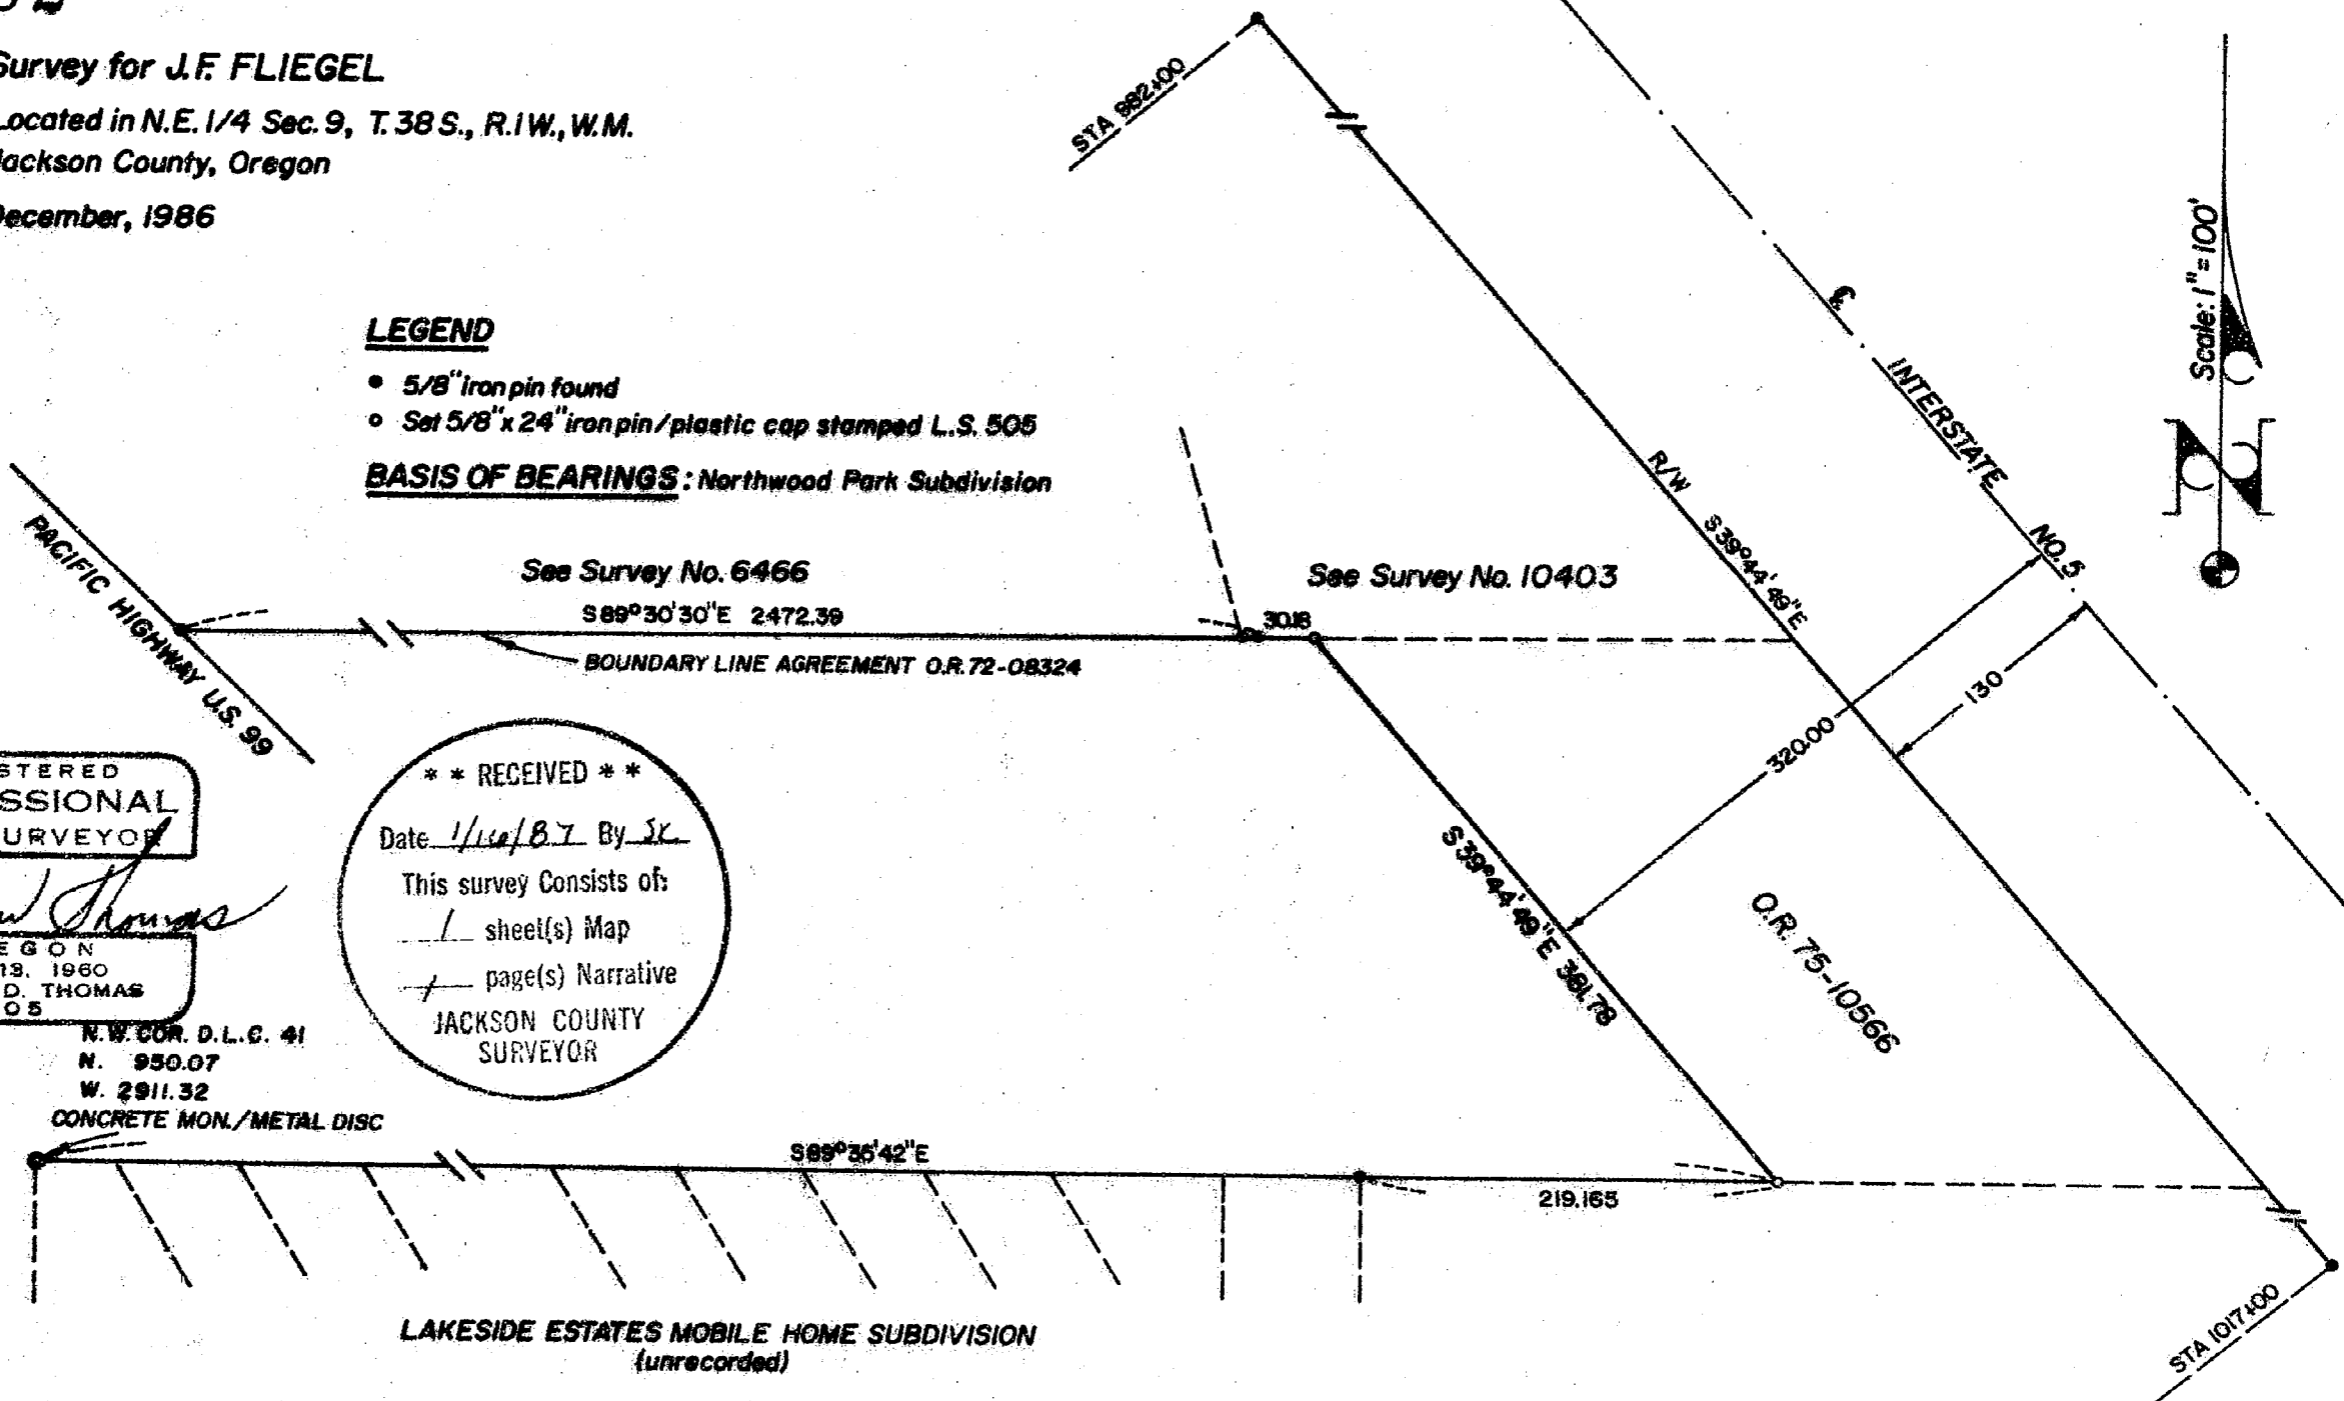 Survey for J.F. FLIEGEL
Located in N.E. 1/4 Sec. 9, T. 38 S., R. 1 W., W.M.
Jackson County, Oregon
December, 1986
STA 982+00
Scale: 1" = 100'
LEGEND
5/8" iron pin found
Set 5/8" x 24" iron pin/plastic cap stamped L.S. 505
BASIS OF BEARINGS: Northwood Park Subdivision
℄ INTERSTATE NO. 5
R/W S 39°44'49"E
PACIFIC HIGHWAY U.S. 99
See Survey No. 6466
S 89°30'30"E 2472.39
BOUNDARY LINE AGREEMENT O.R. 72-08324
See Survey No. 10403
30.18
130
320.00
S 39°44'49"E 381.78
O.R. 75-10566
STERED
SSIONAL
URVEYOR
Thomas
EGON
1960
D. THOMAS
05
* * RECEIVED * *
Date 1/16/87 By SK
This survey Consists of:
1 sheet(s) Map
page(s) Narrative
JACKSON COUNTY
SURVEYOR
N.W. COR. D.L.C. 41
N. 950.07
W. 2911.32
CONCRETE MON./METAL DISC
S 89°36'42"E
219.165
LAKESIDE ESTATES MOBILE HOME SUBDIVISION
(unrecorded)
STA 1017+00